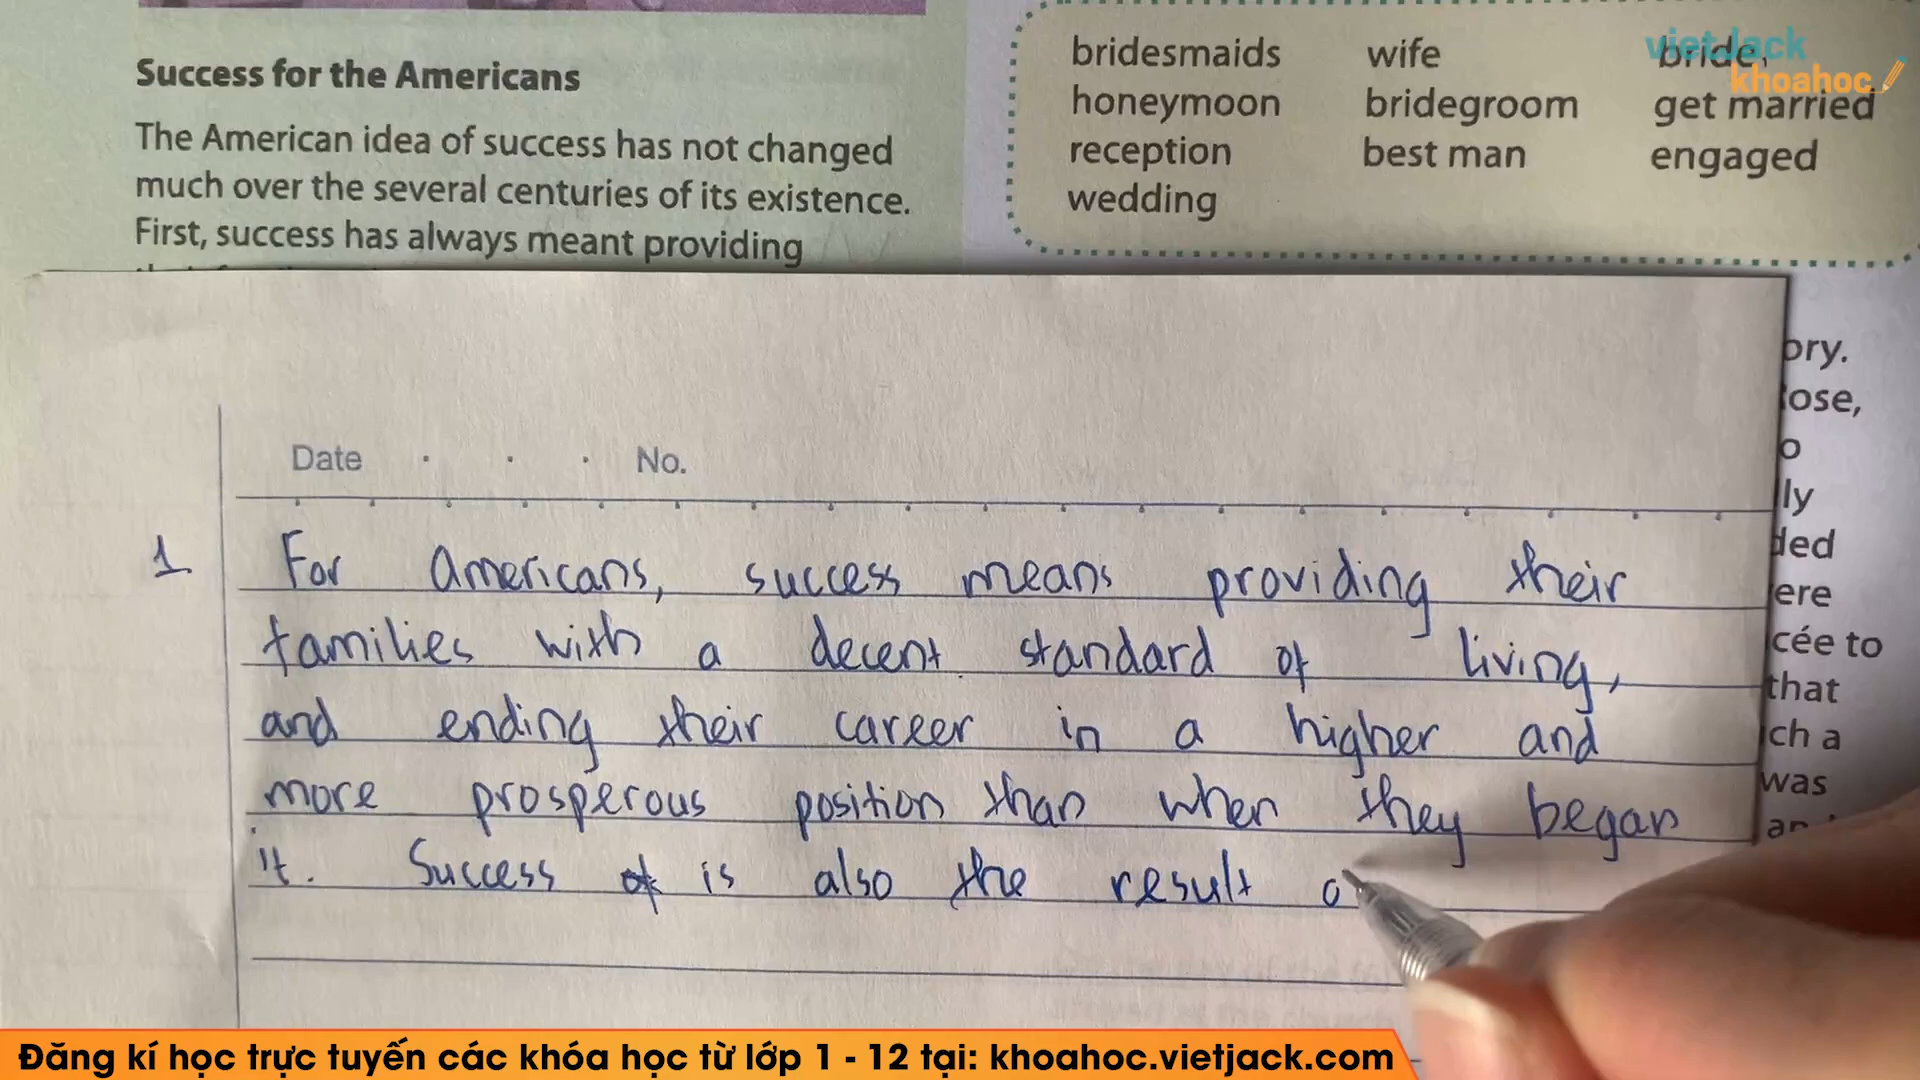 Success for the Americans
The American idea of success has not changed
much over the several centuries of its existence.
First, success has always meant providing
bridesmaids wife bride,
honeymoon bridegroom get married
reception best man engaged
wedding
vietJack
khoahoc
ory.
ose,
o
lly
ded
ere
cée to
that
ch a
was
Date No.
1 For Americans, success means providing their
families with a decent standard of living,
and ending their career in a higher and
more prosperous position than when they began
it. Success is also the result o
Đăng kí học trực tuyến các khóa học từ lớp 1 - 12 tại: khoahoc.vietjack.com